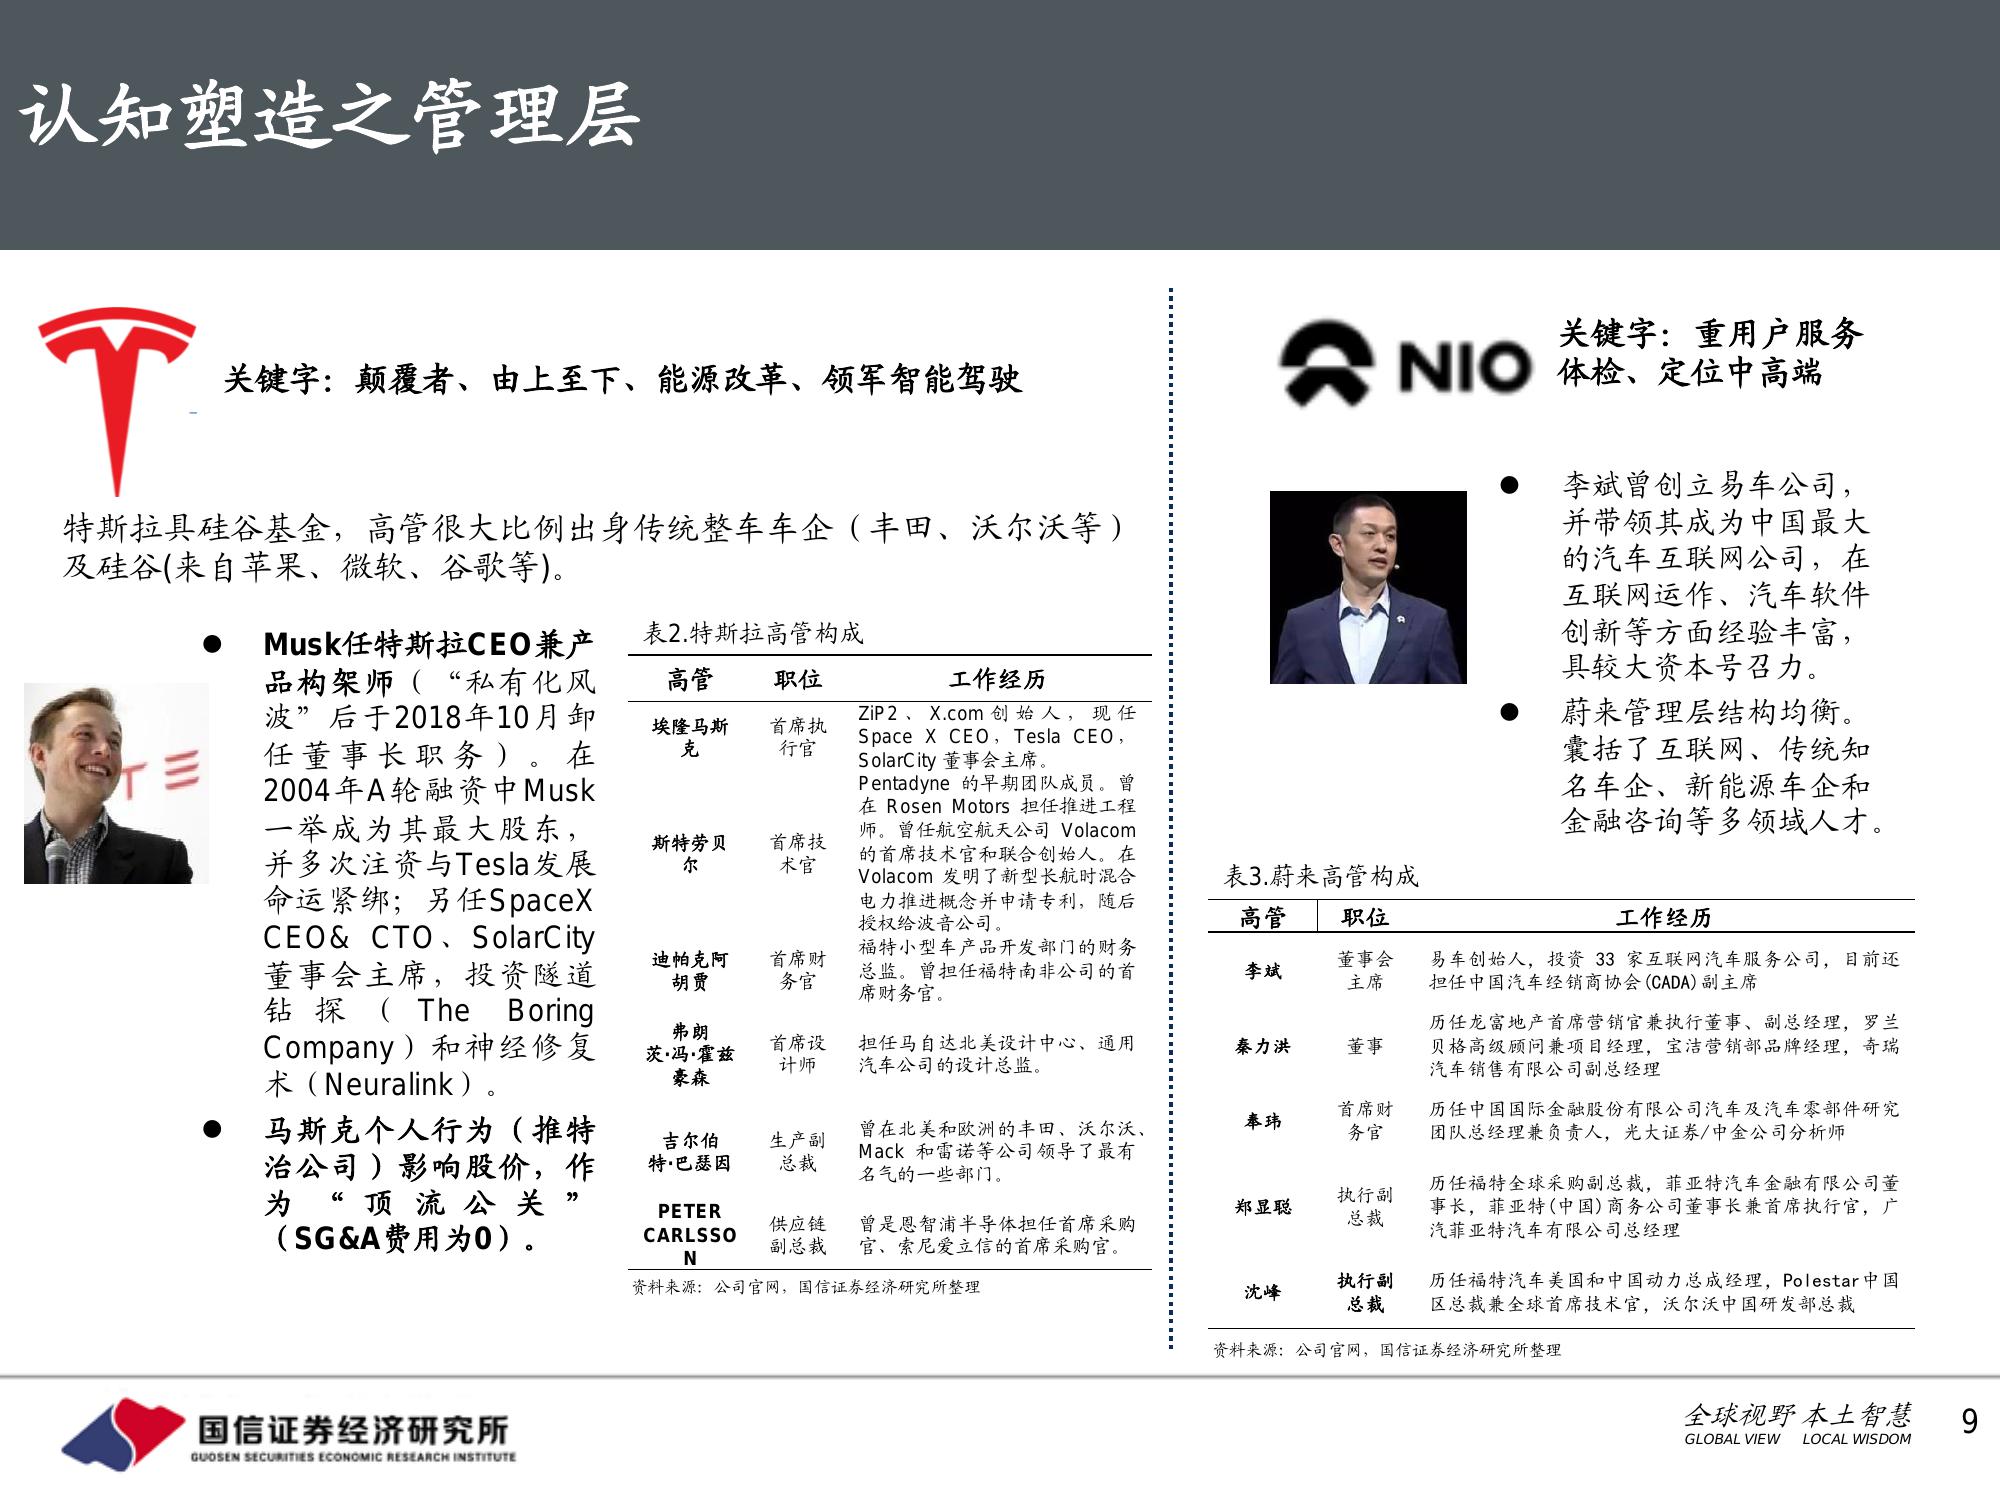 认知塑造之管理层
关键字：颠覆者、由上至下、能源改革、领军智能驾驶
特斯拉具硅谷基金，高管很大比例出身传统整车车企（丰田、沃尔沃等）
及硅谷(来自苹果、微软、谷歌等)。
Musk任特斯拉CEO兼产
品构架师（“私有化风
波”后于2018年10月卸
任董事长职务）。在
2004年A轮融资中Musk
一举成为其最大股东，
并多次注资与Tesla发展
命运紧绑；另任SpaceX
CEO& CTO、SolarCity
董事会主席，投资隧道
钻探（The Boring
Company）和神经修复
术（Neuralink）。
马斯克个人行为（推特
治公司）影响股价，作
为“顶流公关”
（SG&A费用为0）。
表2.特斯拉高管构成
高管 职位 工作经历
埃隆马斯
克
首席执
行官
ZiP2、X.com创始人，现任
Space X CEO，Tesla CEO，
SolarCity 董事会主席。
斯特劳贝
尔
首席技
术官
Pentadyne 的早期团队成员。曾
在 Rosen Motors 担任推进工程
师。曾任航空航天公司 Volacom
的首席技术官和联合创始人。在
Volacom 发明了新型长航时混合
电力推进概念并申请专利，随后
授权给波音公司。
迪帕克阿
胡贾
首席财
务官
福特小型车产品开发部门的财务
总监。曾担任福特南非公司的首
席财务官。
弗朗
茨·冯·霍兹
豪森
首席设
计师
担任马自达北美设计中心、通用
汽车公司的设计总监。
吉尔伯
特·巴瑟因
生产副
总裁
曾在北美和欧洲的丰田、沃尔沃、
Mack 和雷诺等公司领导了最有
名气的一些部门。
PETER
CARLSSO
N
供应链
副总裁
曾是恩智浦半导体担任首席采购
官、索尼爱立信的首席采购官。
资料来源：公司官网，国信证券经济研究所整理
NIO
关键字：重用户服务
体检、定位中高端
李斌曾创立易车公司，
并带领其成为中国最大
的汽车互联网公司，在
互联网运作、汽车软件
创新等方面经验丰富，
具较大资本号召力。
蔚来管理层结构均衡。
囊括了互联网、传统知
名车企、新能源车企和
金融咨询等多领域人才。
表3.蔚来高管构成
高管 职位 工作经历
李斌
董事会
主席
易车创始人，投资 33 家互联网汽车服务公司，目前还
担任中国汽车经销商协会(CADA)副主席
秦力洪
董事
历任龙富地产首席营销官兼执行董事、副总经理，罗兰
贝格高级顾问兼项目经理，宝洁营销部品牌经理，奇瑞
汽车销售有限公司副总经理
奉玮
首席财
务官
历任中国国际金融股份有限公司汽车及汽车零部件研究
团队总经理兼负责人，光大证券/中金公司分析师
郑显聪
执行副
总裁
历任福特全球采购副总裁，菲亚特汽车金融有限公司董
事长，菲亚特(中国)商务公司董事长兼首席执行官，广
汽菲亚特汽车有限公司总经理
沈峰
执行副
总裁
历任福特汽车美国和中国动力总成经理，Polestar中国
区总裁兼全球首席技术官，沃尔沃中国研发部总裁
资料来源：公司官网，国信证券经济研究所整理
国信证券经济研究所
GUOSEN SECURITIES ECONOMIC RESEARCH INSTITUTE
全球视野 本土智慧
GLOBAL VIEW LOCAL WISDOM
9